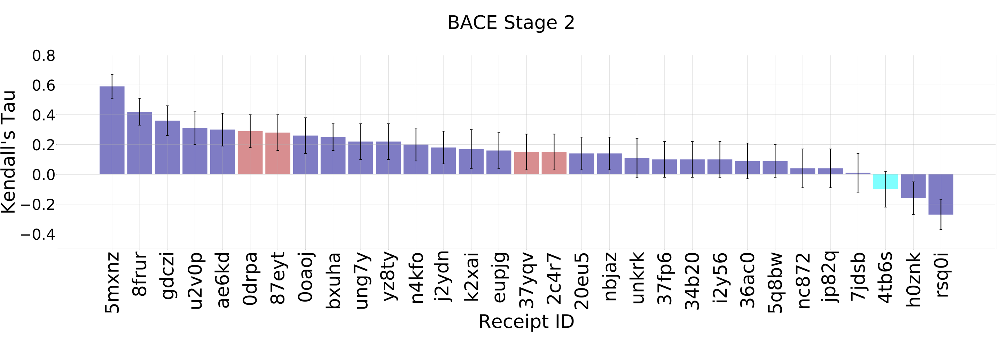 BACE Stage 2
Kendall's Tau
0.8
0.6
0.4
0.2
0.0
−0.2
−0.4
5mxnz
8frur
gdczi
u2v0p
ae6kd
0drpa
87eyt
0oaoj
bxuha
ung7y
yz8ty
n4kfo
j2ydn
k2xai
eupjg
37yqv
2c4r7
20eu5
nbjaz
unkrk
37fp6
34b20
i2y56
36ac0
5q8bw
nc872
jp82q
7jdsb
4tb6s
h0znk
rsq0i
Receipt ID